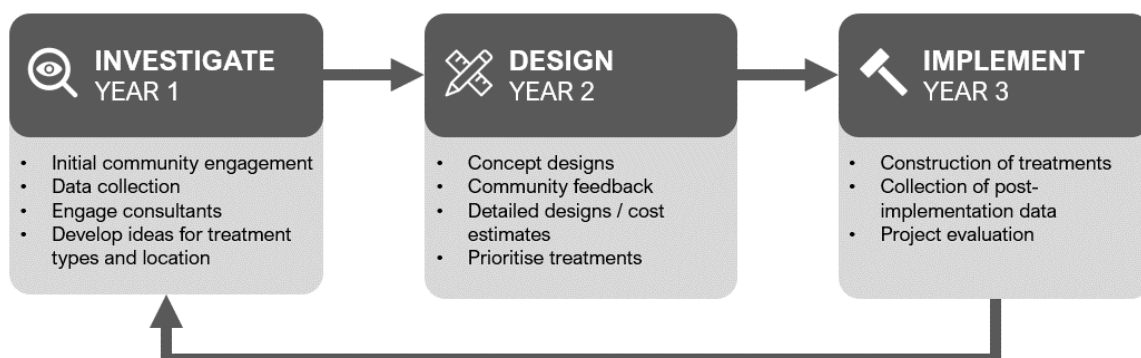 INVESTIGATE
YEAR 1
• Initial community engagement
• Data collection
• Engage consultants
• Develop ideas for treatment
types and location
DESIGN
YEAR 2
• Concept designs
• Community feedback
• Detailed designs / cost
estimates
• Prioritise treatments
IMPLEMENT
YEAR 3
• Construction of treatments
• Collection of post-
implementation data
• Project evaluation